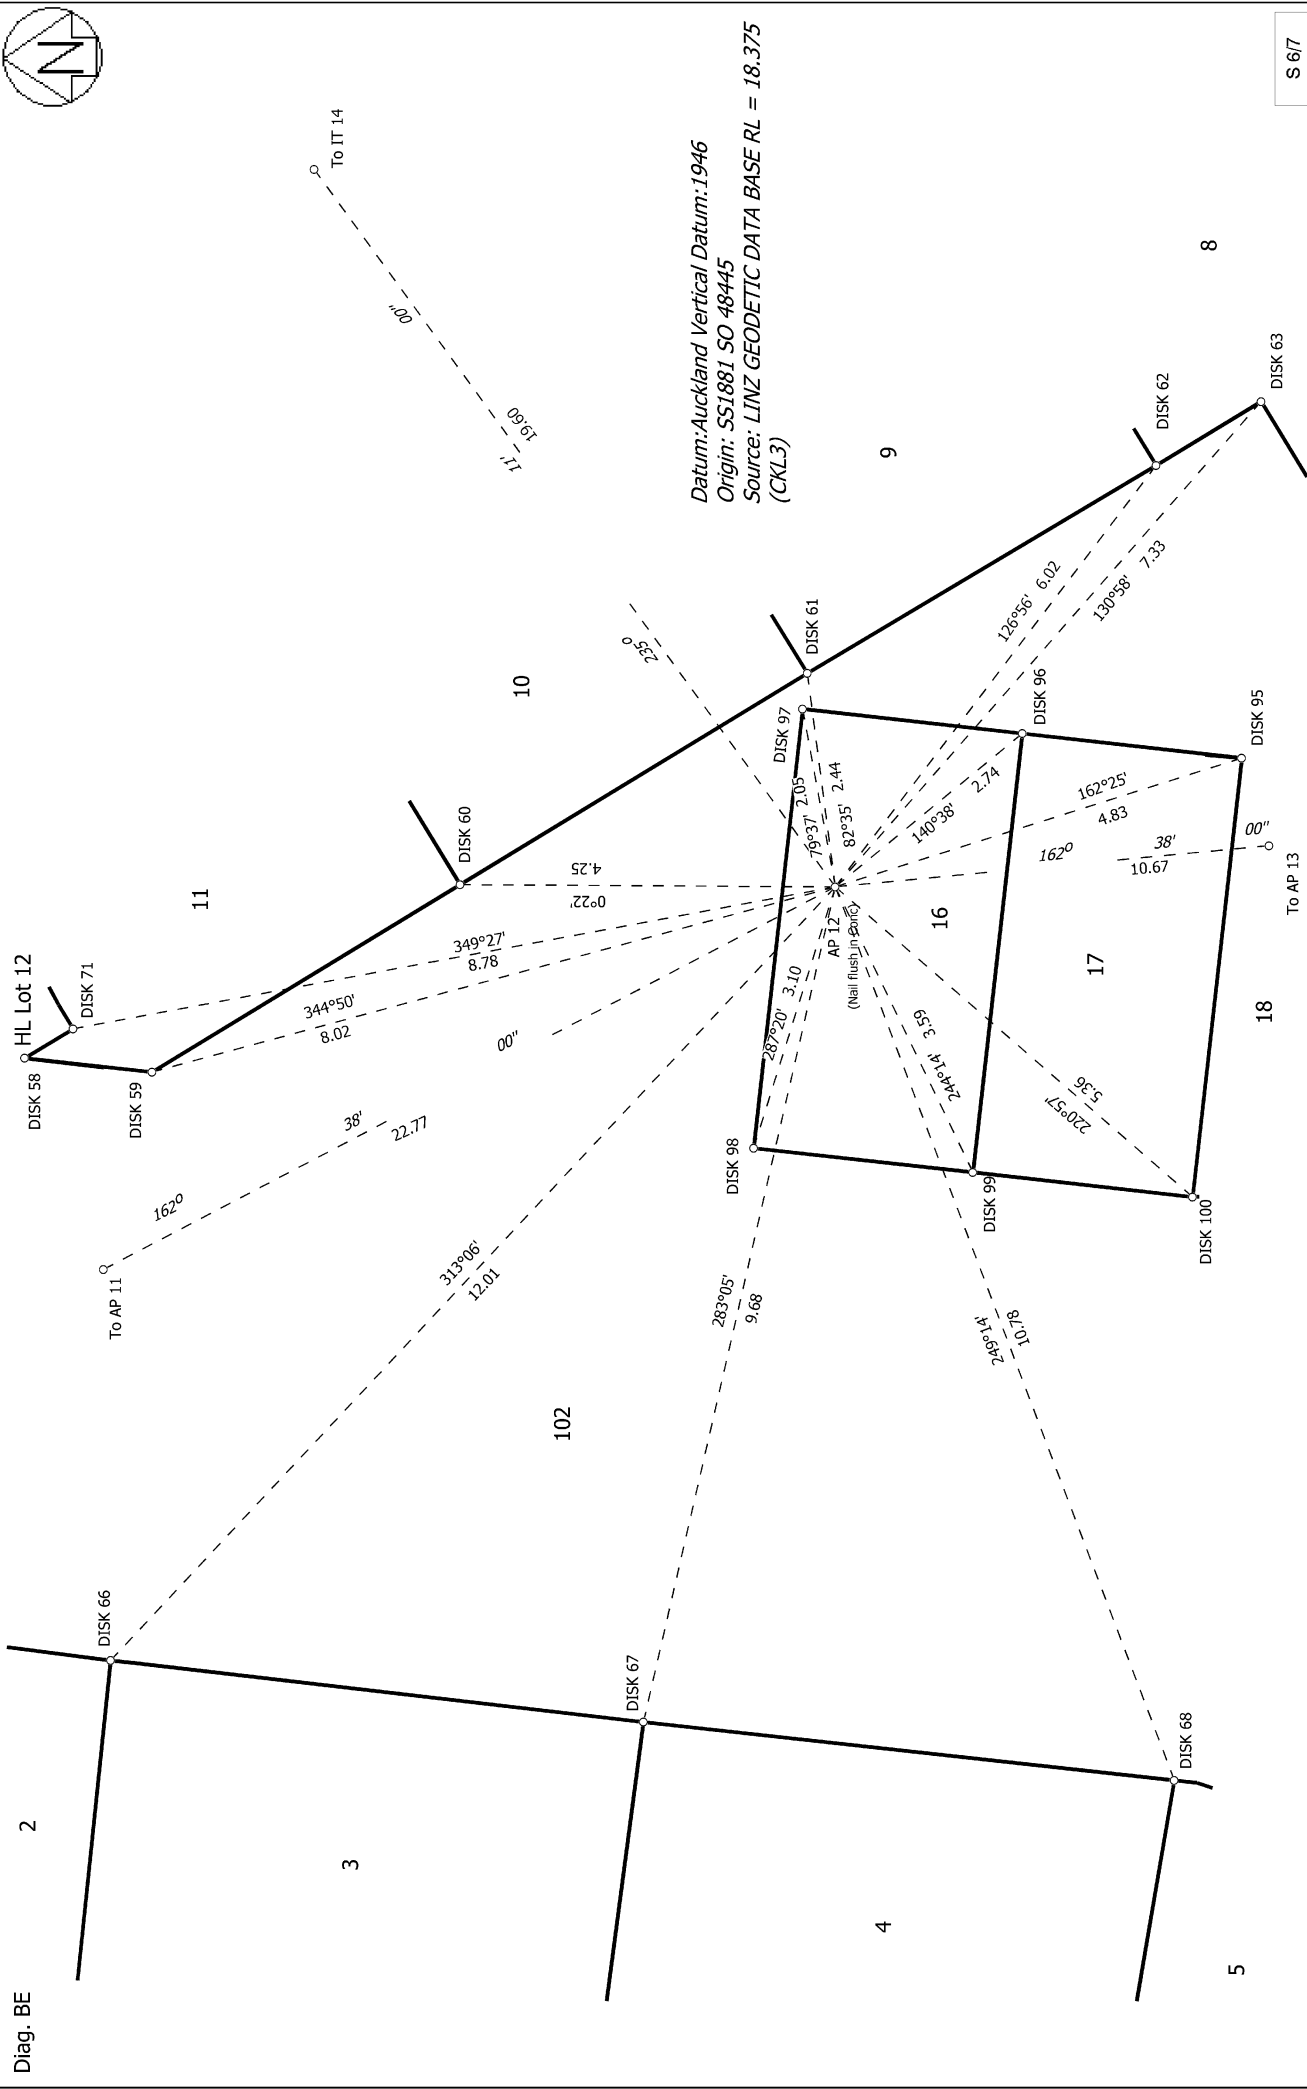 Diag. BE
2
3
4
5
DISK 66
DISK 67
DISK 68
102
To AP 11
162°
38'
22.77
00"
313°06'
12.01
283°05'
9.68
249°14'
10.78
HL Lot 12
DISK 58
DISK 59
DISK 71
11
344°50'
8.02
349°27'
8.78
0°22'
4.25
DISK 60
10
DISK 61
9
DISK 62
DISK 63
8
235°
11'
19.60
00"
To IT 14
N
Datum:Auckland Vertical Datum:1946
Origin: SS1881 SO 48445
Source: LINZ GEODETIC DATA BASE RL = 18.375
(CKL3)
DISK 98
DISK 99
DISK 100
DISK 97
DISK 96
DISK 95
287°20'
3.10
244°14'
3.59
220°57'
5.36
AP 12
(Nail flush in conc)
16
17
18
79°37'
2.05
82°35'
2.44
140°38'
2.74
126°56'
6.02
130°58'
7.33
162°25'
4.83
162°
38'
10.67
00"
To AP 13
S 6/7